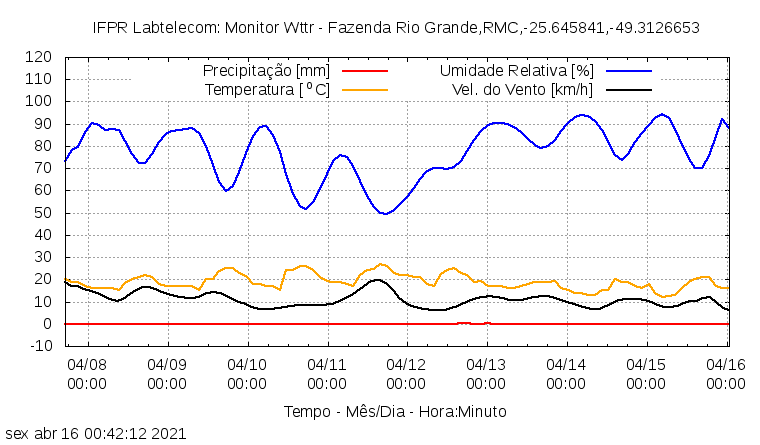 IFPR Labtelecom: Monitor Wttr - Fazenda Rio Grande,RMC,-25.645841,-49.3126653
Precipitação [mm]
Temperatura [ ⁰C]
Umidade Relativa [%]
Vel. do Vento [km/h]
120
110
100
90
80
70
60
50
40
30
20
10
0
-10
04/08 04/09 04/10 04/11 04/12 04/13 04/14 04/15 04/16
00:00 00:00 00:00 00:00 00:00 00:00 00:00 00:00 00:00
Tempo - Mês/Dia - Hora:Minuto
sex abr 16 00:42:12 2021